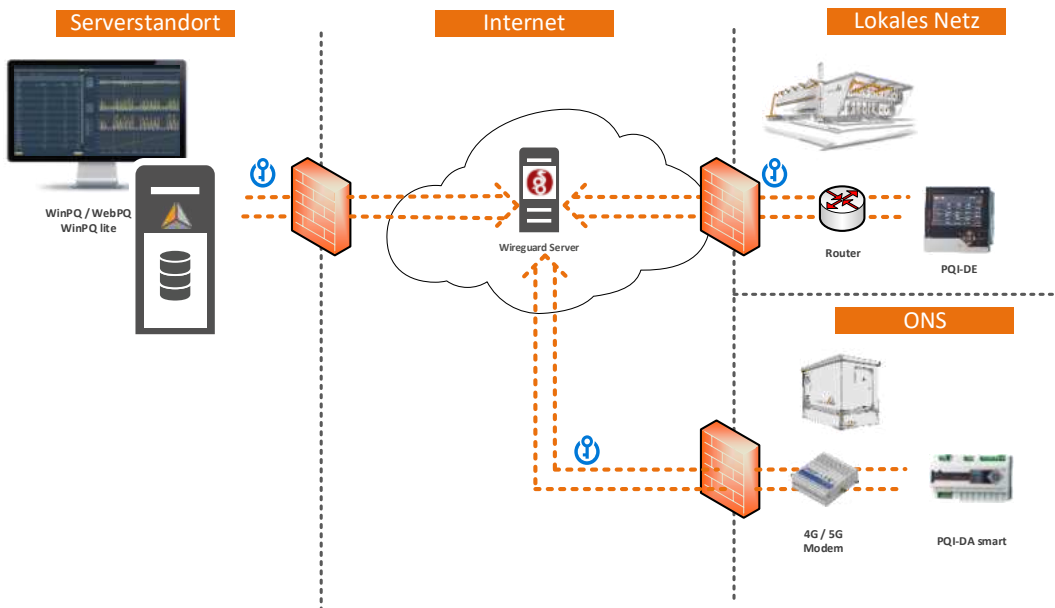 Serverstandort
Internet
Lokales Netz
WinPQ / WebPQ
WinPQ lite
Wireguard Server
Router
PQI-DE
ONS
4G / 5G
Modem
PQI-DA smart